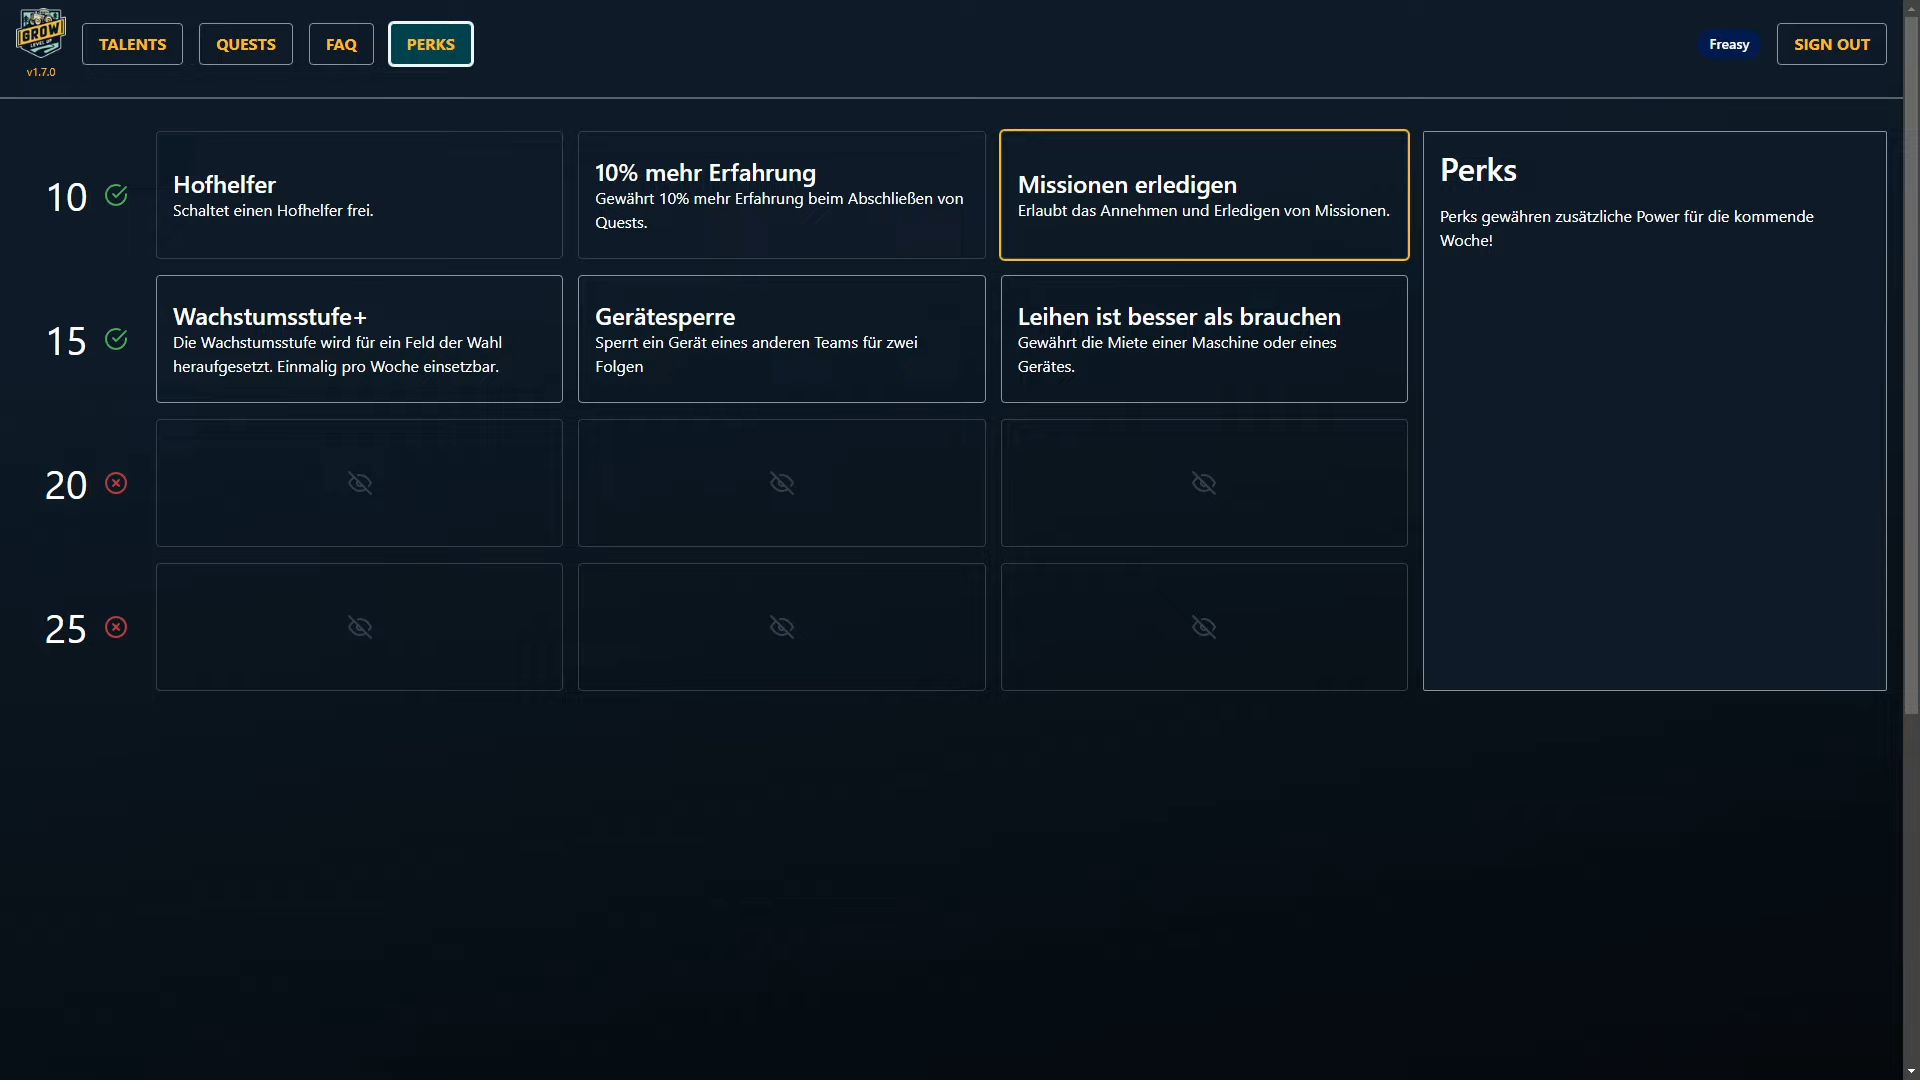 GROW
LEVEL UP
v1.7.0
TALENTS
QUESTS
FAQ
PERKS
Freasy
SIGN OUT
10
Hofhelfer
Schaltet einen Hofhelfer frei.
10% mehr Erfahrung
Gewährt 10% mehr Erfahrung beim Abschließen von
Quests.
Missionen erledigen
Erlaubt das Annehmen und Erledigen von Missionen.
15
Wachstumsstufe+
Die Wachstumsstufe wird für ein Feld der Wahl
heraufgesetzt. Einmalig pro Woche einsetzbar.
Gerätesperre
Sperrt ein Gerät eines anderen Teams für zwei
Folgen
Leihen ist besser als brauchen
Gewährt die Miete einer Maschine oder eines
Gerätes.
20
25
Perks
Perks gewähren zusätzliche Power für die kommende
Woche!